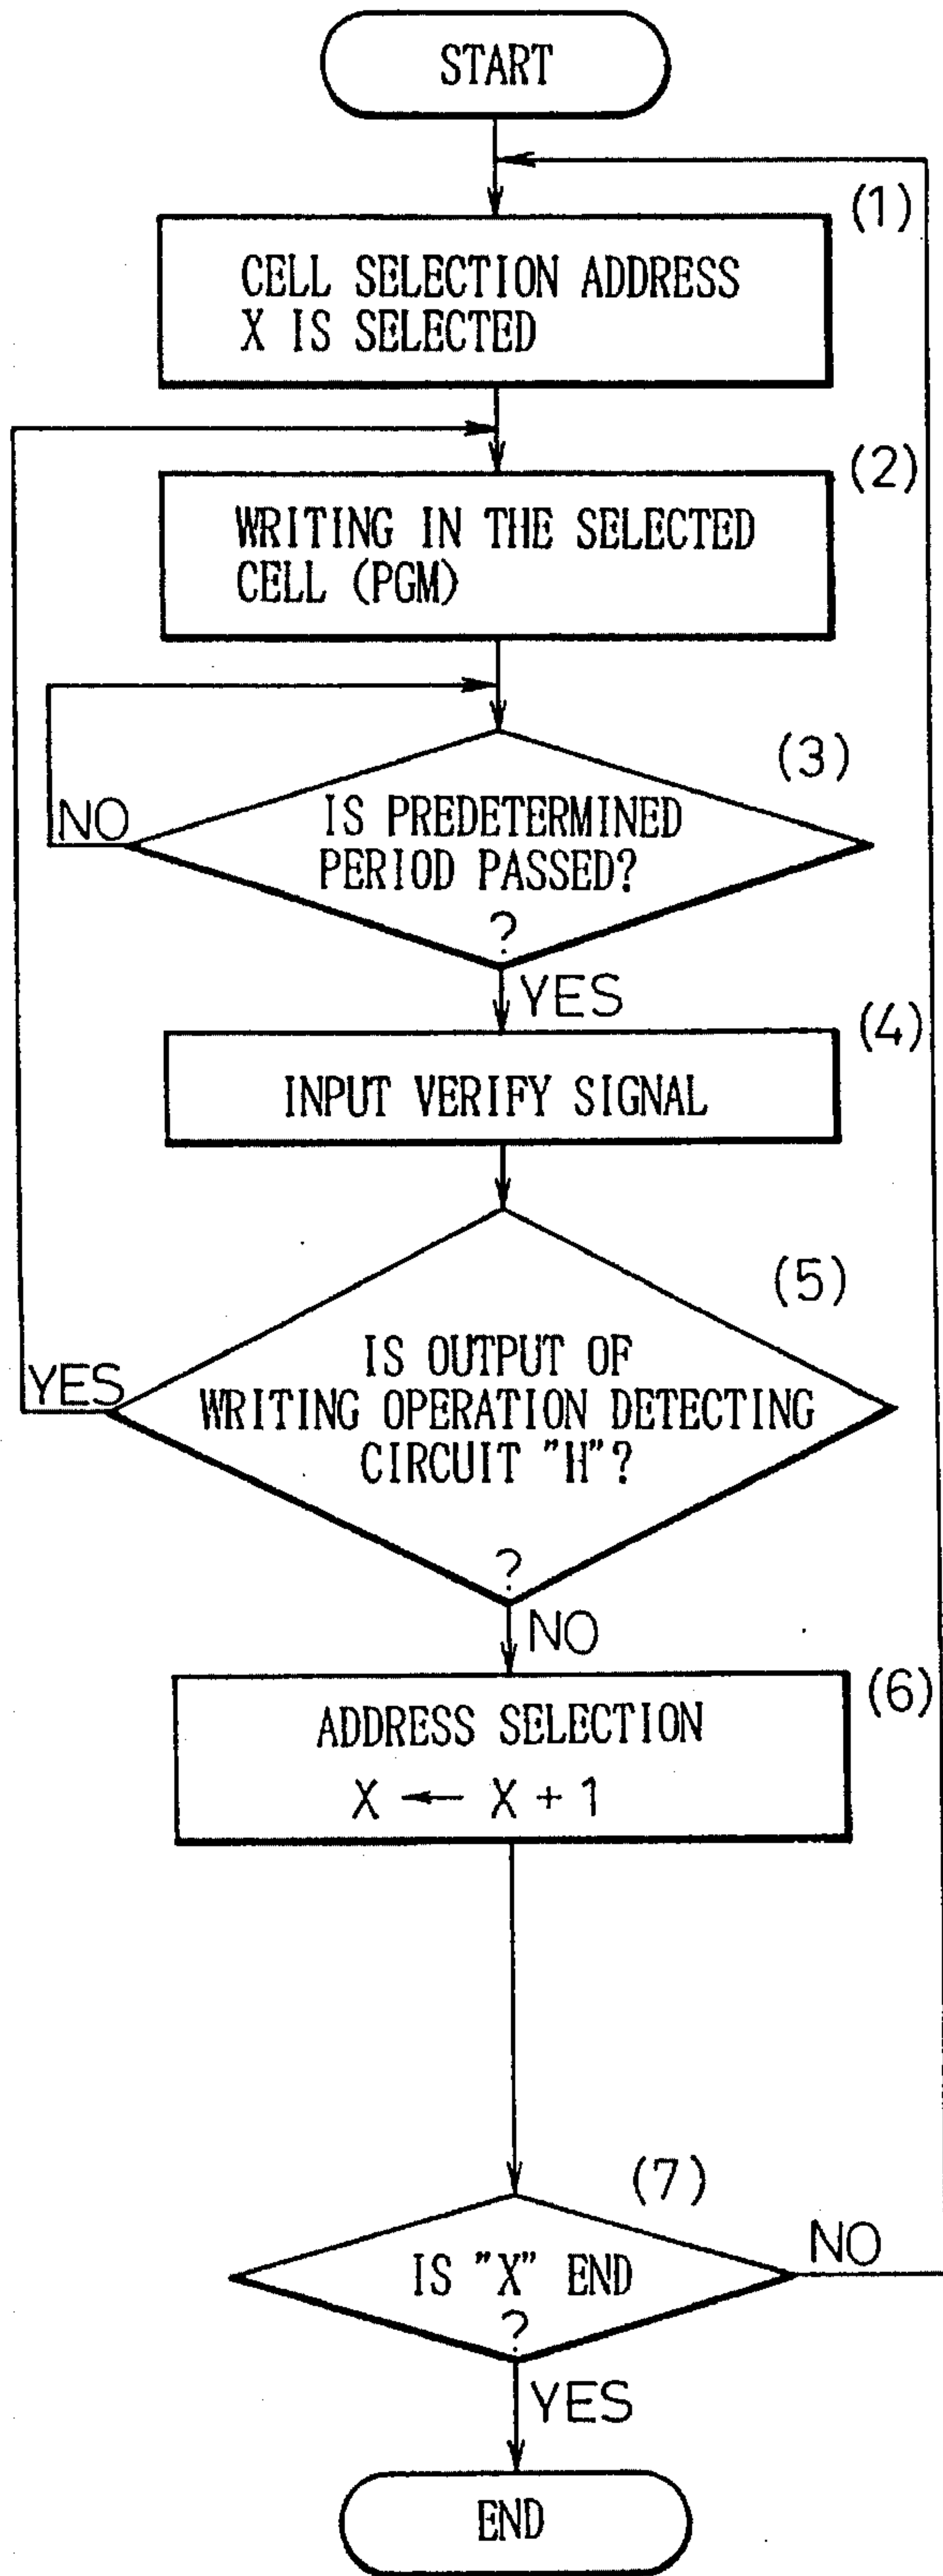 START
(1)
CELL SELECTION ADDRESS
X IS SELECTED
(2)
WRITING IN THE SELECTED
CELL (PGM)
(3)
NO
IS PREDETERMINED
PERIOD PASSED?
?
YES
(4)
INPUT VERIFY SIGNAL
(5)
IS OUTPUT OF
YES
WRITING OPERATION DETECTING
CIRCUIT "H"?
?
NO
(6)
ADDRESS SELECTION
X ← X + 1
(7)
NO
IS "X" END
?
YES
END